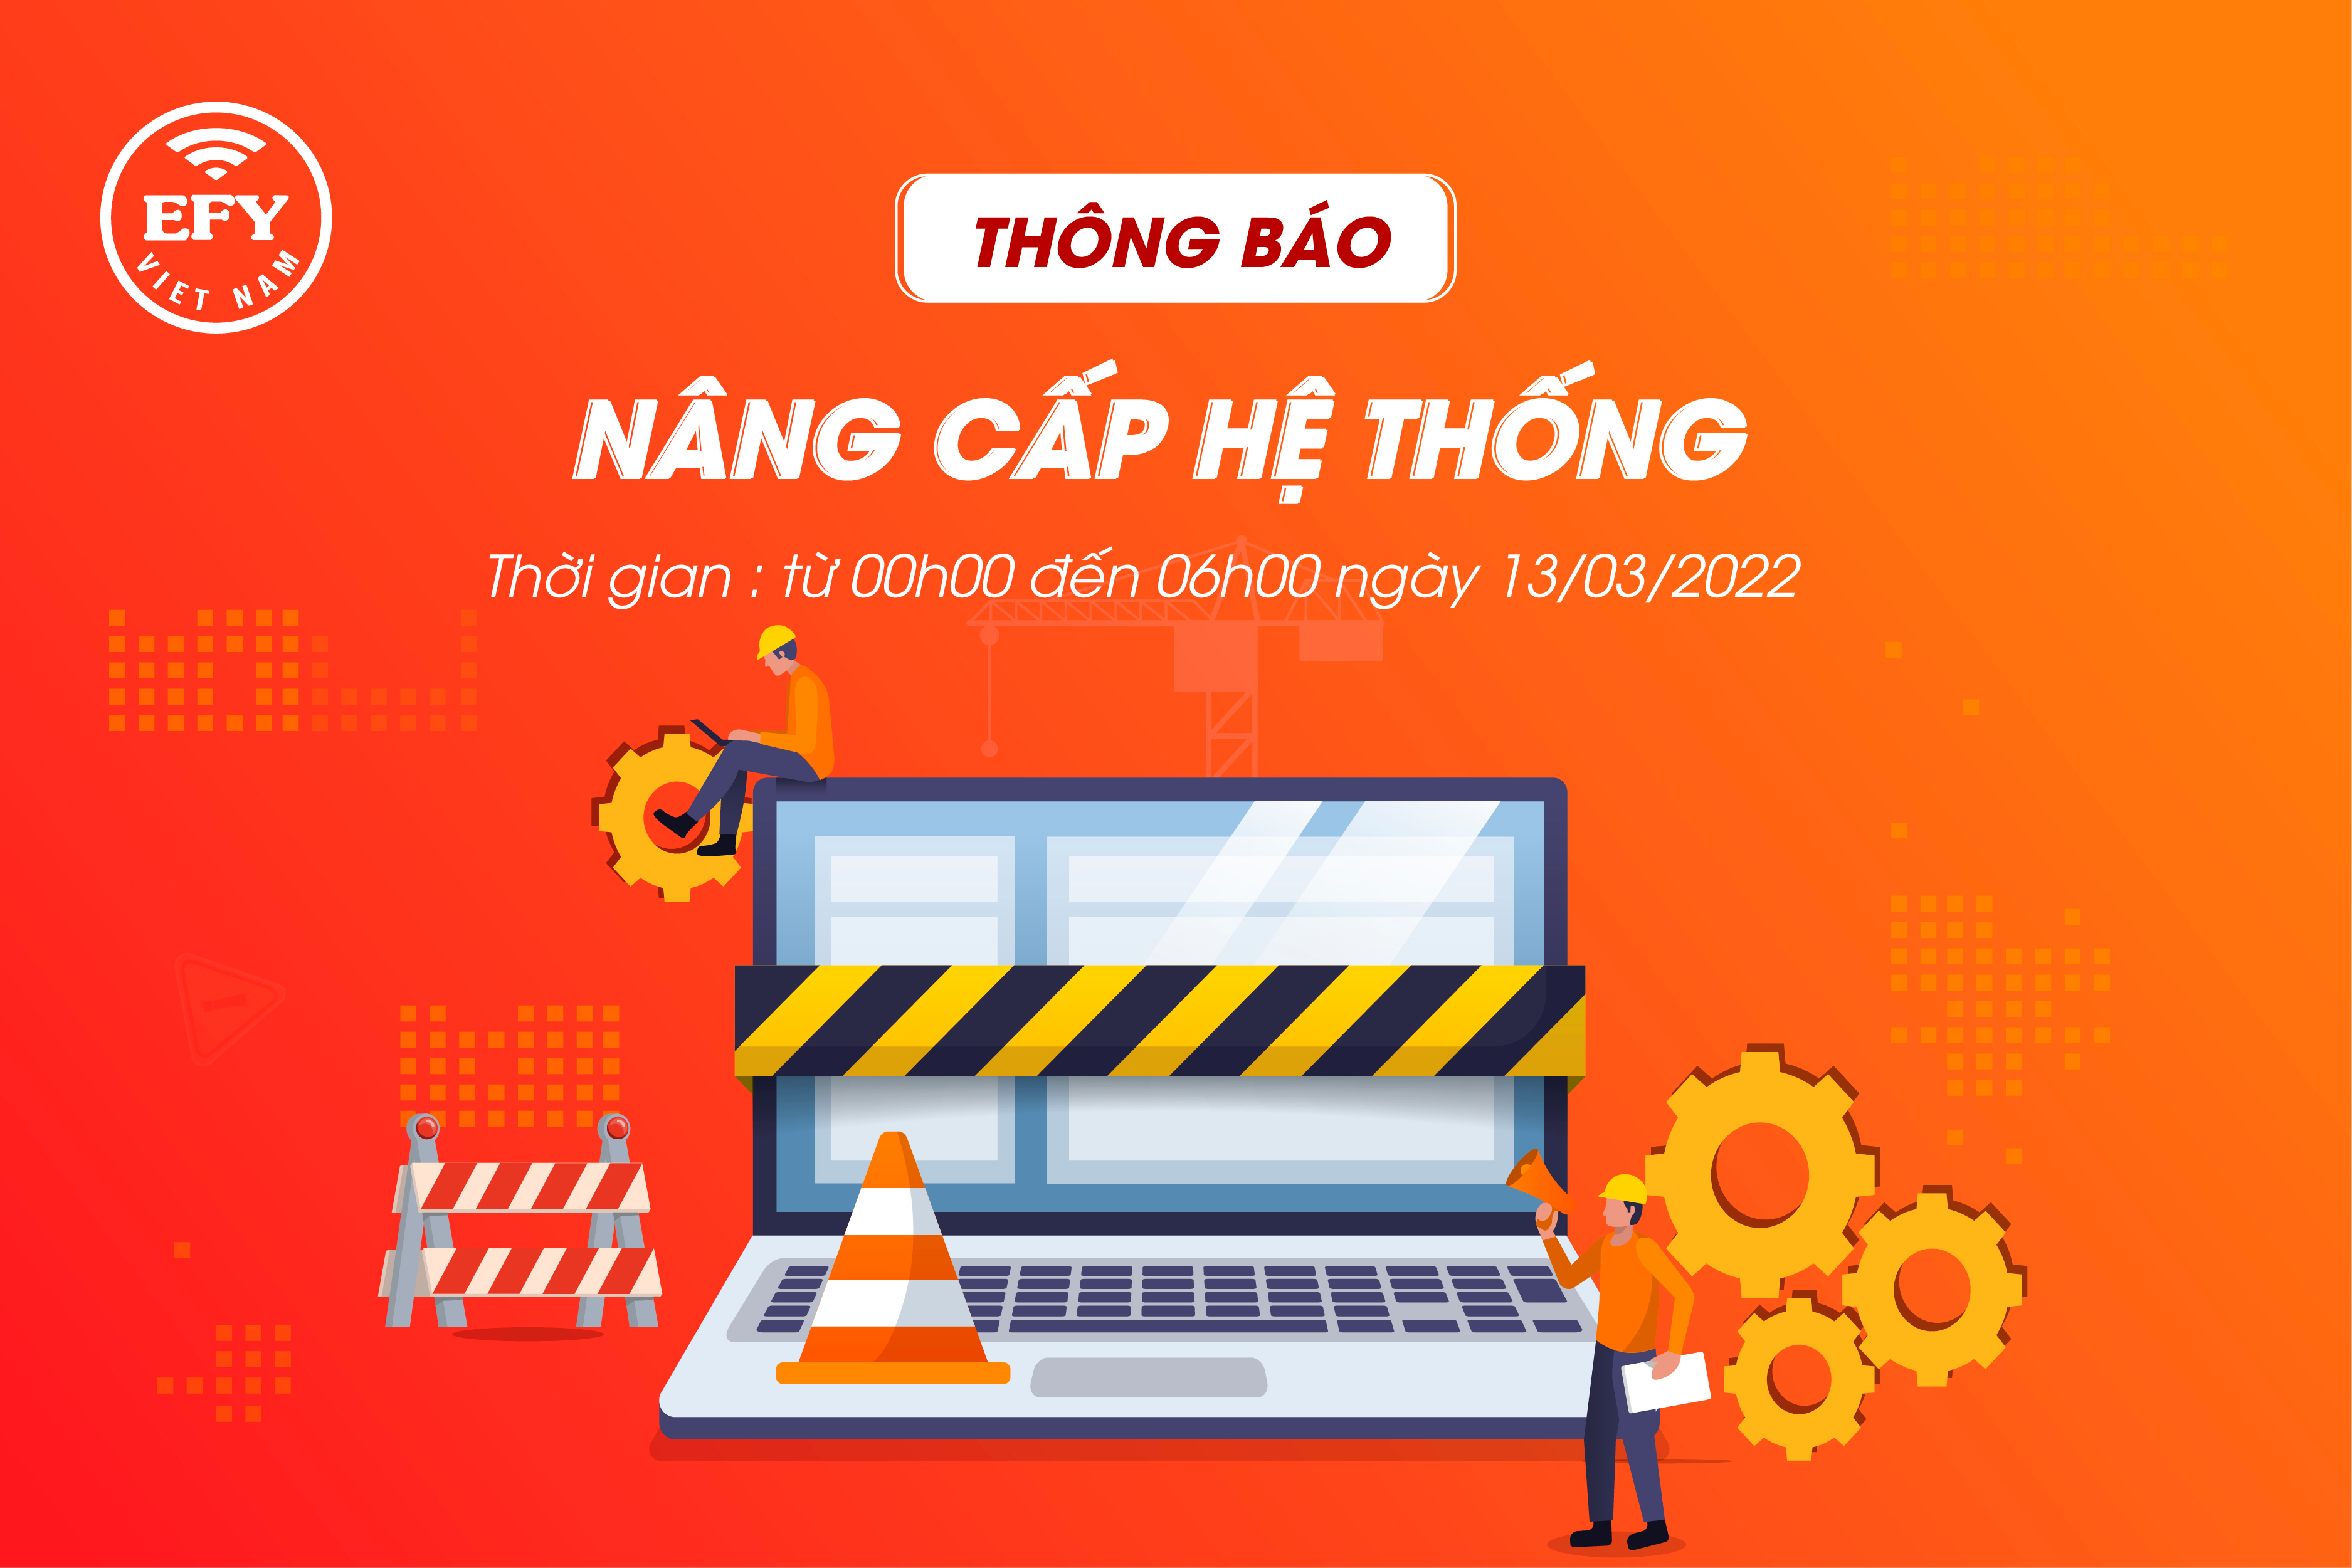 EFY
VIET NAM
THÔNG BÁO
NÂNG CẤP HỆ THỐNG
Thời gian : từ 00h00 đến 06h00 ngày 13/03/2022